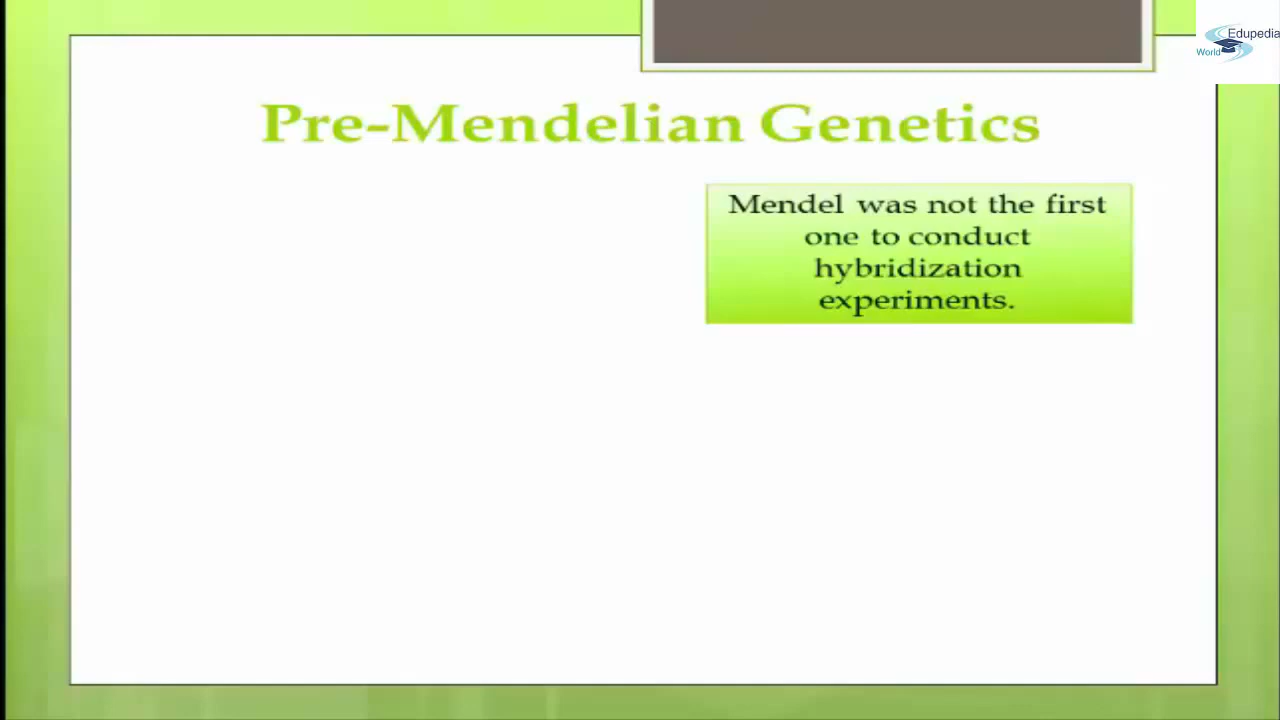 Edupedia
World
Pre-Mendelian Genetics
Mendel was not the first
one to conduct
hybridization
experiments.